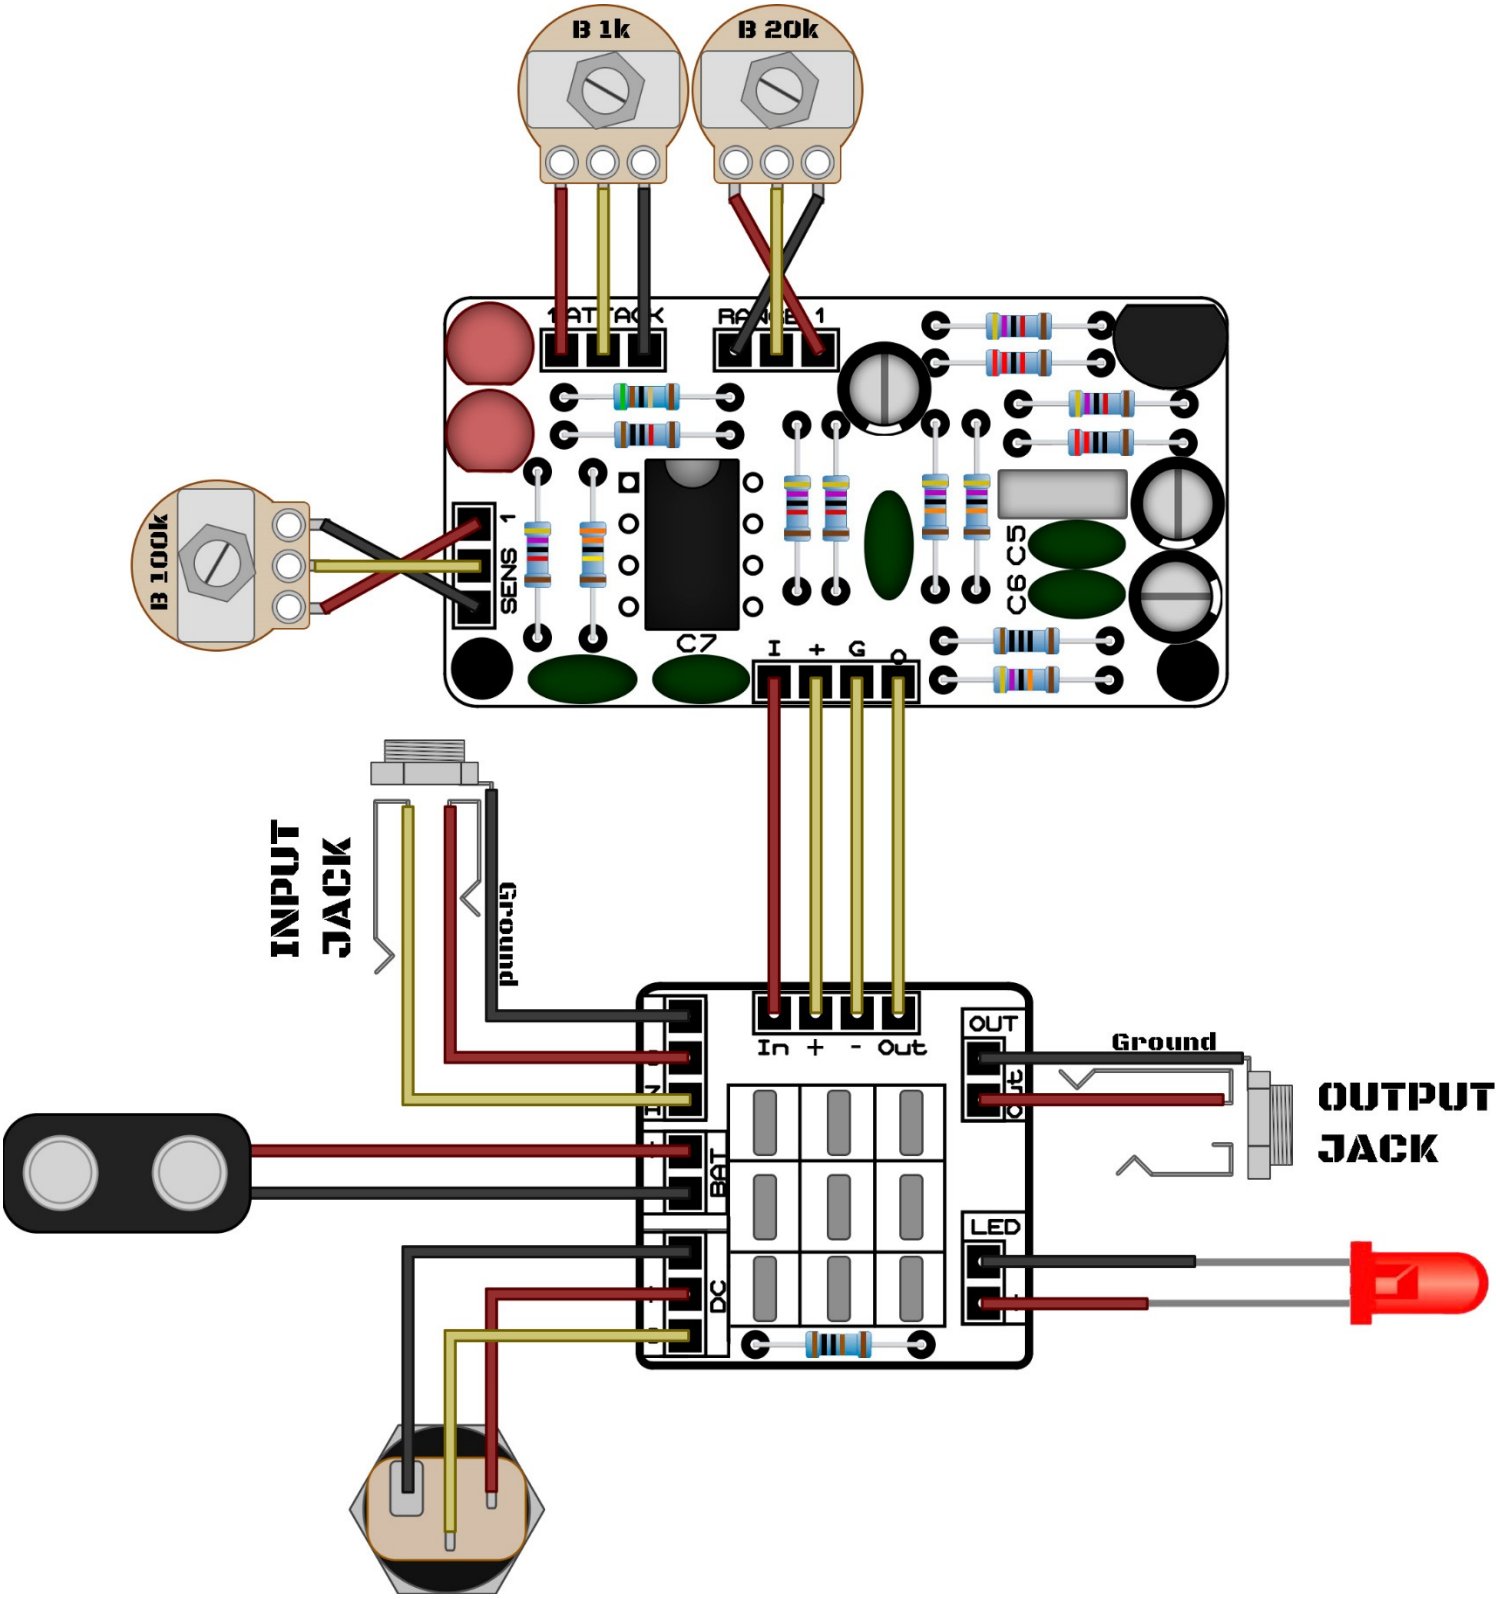 B 1k
B 20k
1 ATTACK
RANGE 1
B 100k
SENS 1
C5
C6
C7
I + G O
INPUT
JACK
Ground
In + - Out
IN
OUT
Out
Ground
OUTPUT
JACK
BAT
LED
DC